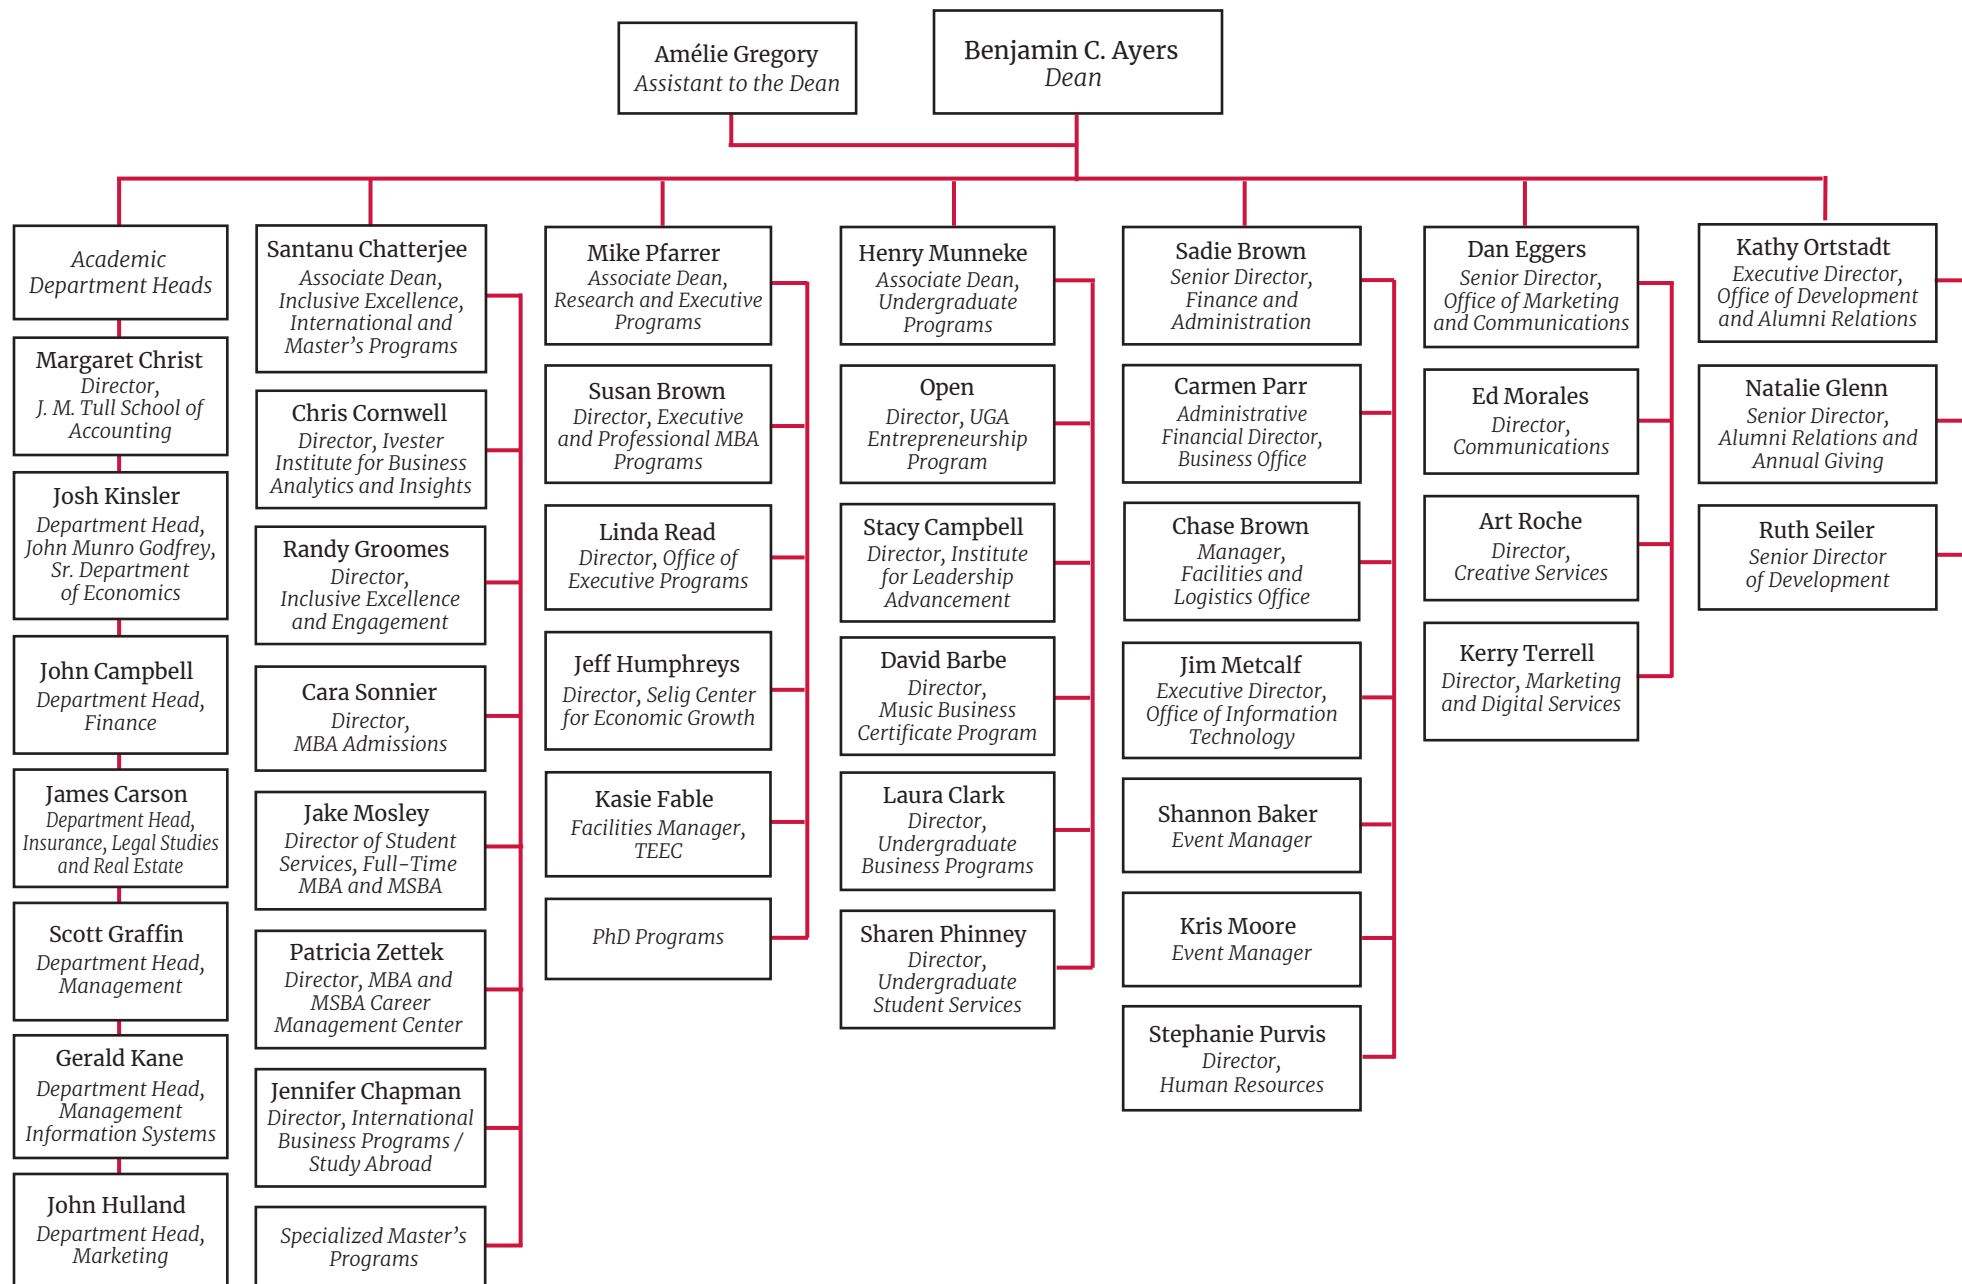 Amélie Gregory
Assistant to the Dean
Benjamin C. Ayers
Dean
Academic
Department Heads
Margaret Christ
Director,
J. M. Tull School of
Accounting
Josh Kinsler
Department Head,
John Munro Godfrey,
Sr. Department
of Economics
John Campbell
Department Head,
Finance
James Carson
Department Head,
Insurance, Legal Studies
and Real Estate
Scott Graffin
Department Head,
Management
Gerald Kane
Department Head,
Management
Information Systems
John Hulland
Department Head,
Marketing
Santanu Chatterjee
Associate Dean,
Inclusive Excellence,
International and
Master's Programs
Chris Cornwell
Director, Ivester
Institute for Business
Analytics and Insights
Randy Groomes
Director,
Inclusive Excellence
and Engagement
Cara Sonnier
Director,
MBA Admissions
Jake Mosley
Director of Student
Services, Full-Time
MBA and MSBA
Patricia Zettek
Director, MBA and
MSBA Career
Management Center
Jennifer Chapman
Director, International
Business Programs /
Study Abroad
Specialized Master's
Programs
Mike Pfarrer
Associate Dean,
Research and Executive
Programs
Susan Brown
Director, Executive
and Professional MBA
Programs
Linda Read
Director, Office of
Executive Programs
Jeff Humphreys
Director, Selig Center
for Economic Growth
Kasie Fable
Facilities Manager,
TEEC
PhD Programs
Henry Munneke
Associate Dean,
Undergraduate
Programs
Open
Director, UGA
Entrepreneurship
Program
Stacy Campbell
Director, Institute
for Leadership
Advancement
David Barbe
Director,
Music Business
Certificate Program
Laura Clark
Director,
Undergraduate
Business Programs
Sharen Phinney
Director,
Undergraduate
Student Services
Sadie Brown
Senior Director,
Finance and
Administration
Carmen Parr
Administrative
Financial Director,
Business Office
Chase Brown
Manager,
Facilities and
Logistics Office
Jim Metcalf
Executive Director,
Office of Information
Technology
Shannon Baker
Event Manager
Kris Moore
Event Manager
Stephanie Purvis
Director,
Human Resources
Dan Eggers
Senior Director,
Office of Marketing
and Communications
Ed Morales
Director,
Communications
Art Roche
Director,
Creative Services
Kerry Terrell
Director, Marketing
and Digital Services
Kathy Ortstadt
Executive Director,
Office of Development
and Alumni Relations
Natalie Glenn
Senior Director,
Alumni Relations and
Annual Giving
Ruth Seiler
Senior Director
of Development